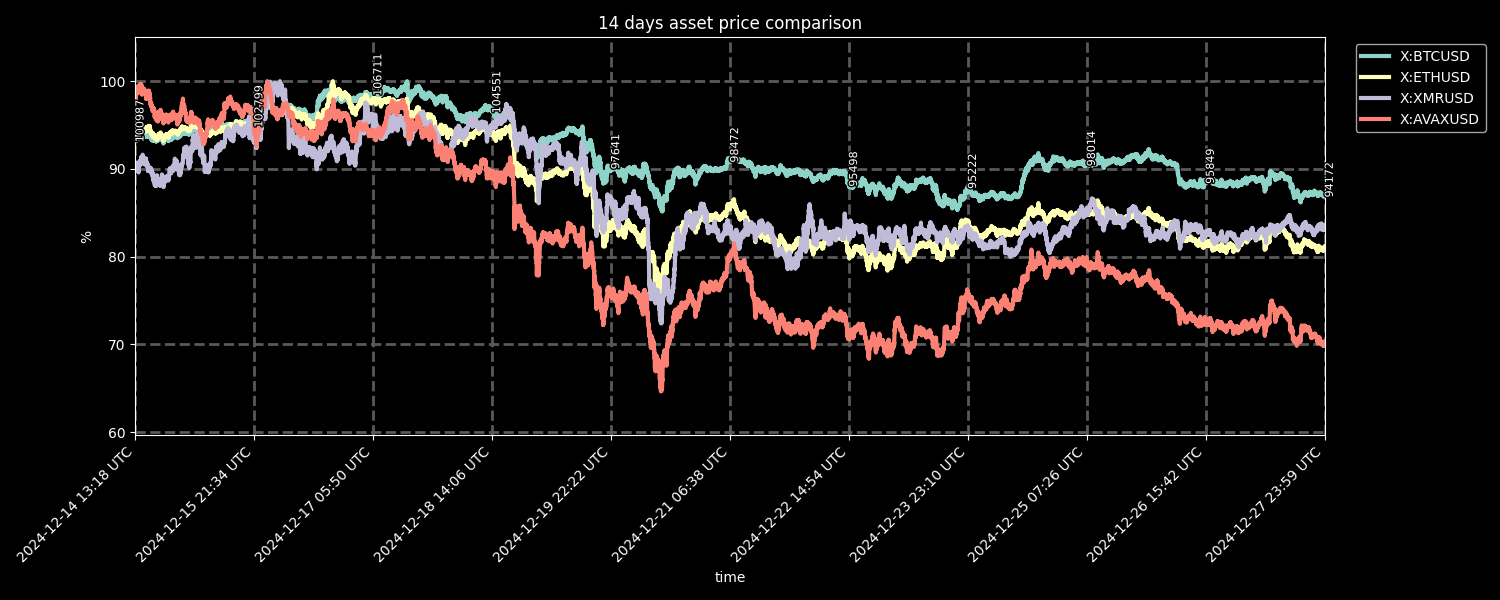 14 days asset price comparison
X:BTCUSD
X:ETHUSD
X:XMRUSD
X:AVAXUSD
100
90
80
70
60
%
100987
102799
106711
104551
97641
98472
95498
95222
98014
95849
94172
2024-12-14 13:18 UTC
2024-12-15 21:34 UTC
2024-12-17 05:50 UTC
2024-12-18 14:06 UTC
2024-12-19 22:22 UTC
2024-12-21 06:38 UTC
2024-12-22 14:54 UTC
2024-12-23 23:10 UTC
2024-12-25 07:26 UTC
2024-12-26 15:42 UTC
2024-12-27 23:59 UTC
time